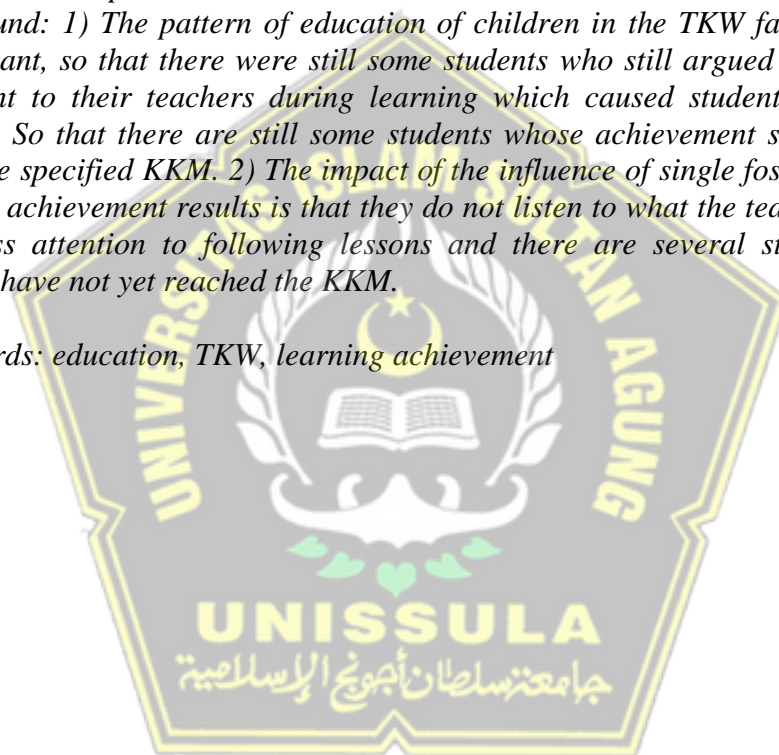 und: 1) The pattern of education of children in the TKW fa
ant, so that there were still some students who still argued
nt to their teachers during learning which caused student
. So that there are still some students whose achievement s
e specified KKM. 2) The impact of the influence of single fos
achievement results is that they do not listen to what the tea
ss attention to following lessons and there are several st
have not yet reached the KKM.
rds: education, TKW, learning achievement
UNIVERSITAS ISLAM SULTAN AGUNG
UNISSULA
جامعة سلطان أجونج الإسلامية